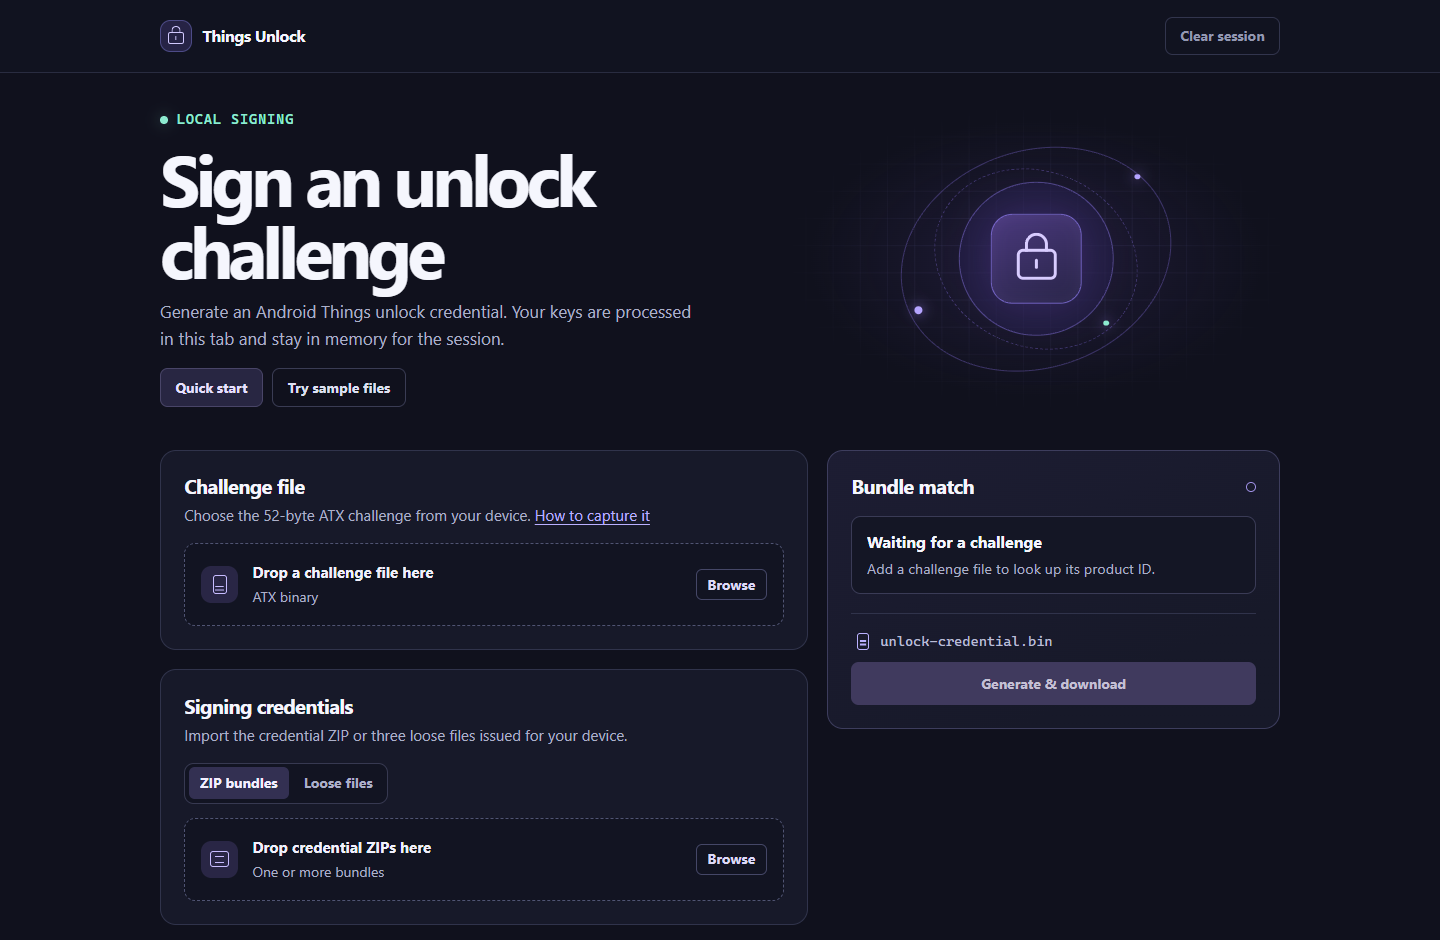 Things Unlock
Clear session
LOCAL SIGNING
Sign an unlock
challenge
Generate an Android Things unlock credential. Your keys are processed
in this tab and stay in memory for the session.
Quick start
Try sample files
Challenge file
Choose the 52-byte ATX challenge from your device. How to capture it
Drop a challenge file here
ATX binary
Browse
Signing credentials
Import the credential ZIP or three loose files issued for your device.
ZIP bundles
Loose files
Drop credential ZIPs here
One or more bundles
Browse
Bundle match
Waiting for a challenge
Add a challenge file to look up its product ID.
unlock-credential.bin
Generate & download